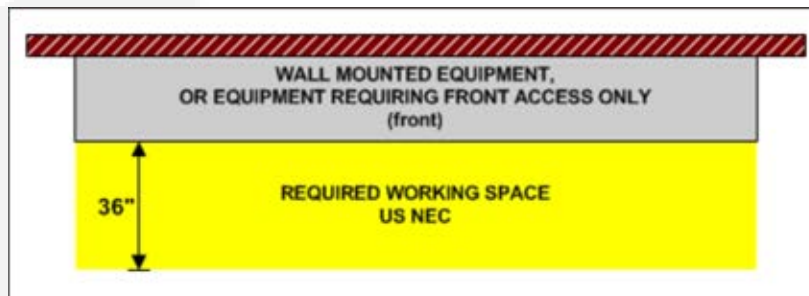 WALL MOUNTED EQUIPMENT,
OR EQUIPMENT REQUIRING FRONT ACCESS ONLY
(front)
36"
REQUIRED WORKING SPACE
US NEC